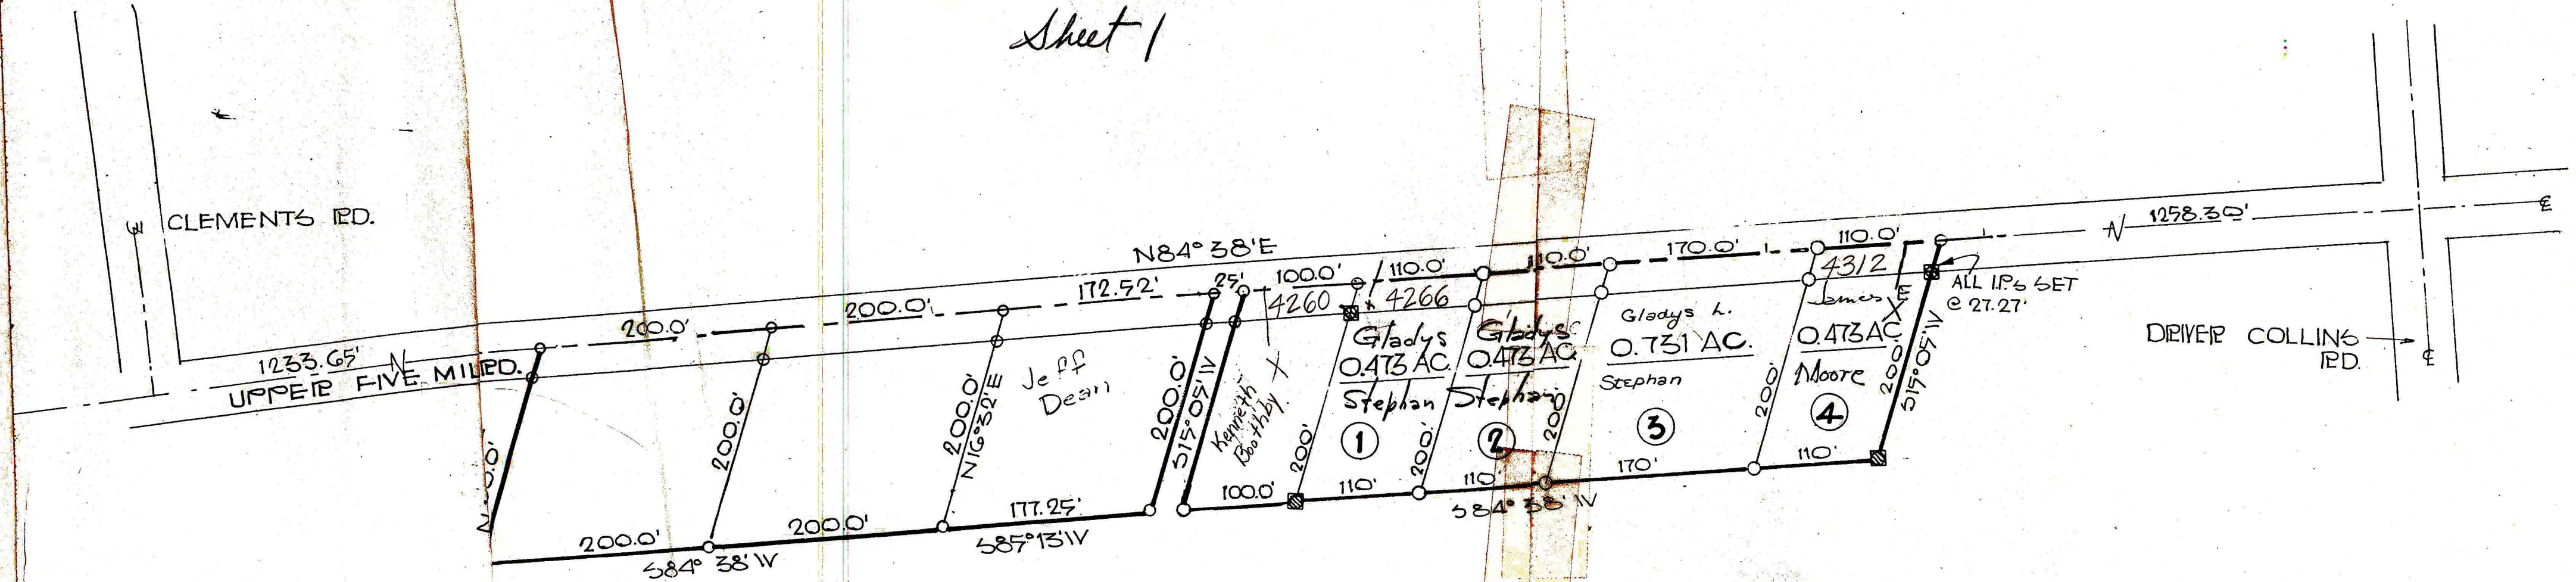 Sheet 1
CLEMENTS RD.
℄
1233.65'
UPPER FIVE MILE RD.
N84°38'E
200.0'
200.0'
172.52'
25'
100.0'
110.0'
110.0'
170.0'
110.0'
1258.30'
℄
4260
4266
4312
ALL I.P.s SET
@ 27.27'
DRIVER COLLINS
RD.
℄
200.0'
200.0'
N16°32'E
Jeff
Dean
200.0'
S15°05'W
Kenneth
Boothby
X
200'
Gladys
0.473 AC.
Stephan
1
200'
Gladys
0.473 AC.
Stephan
2
200'
Gladys L.
0.731 AC.
Stephan
3
200'
James E
X
0.473 AC.
Moore
4
200'
S15°05'W
200.0'
200.0'
177.25'
100.0'
110'
110'
170'
110'
S84°38'W
S85°13'W
S84°38'W